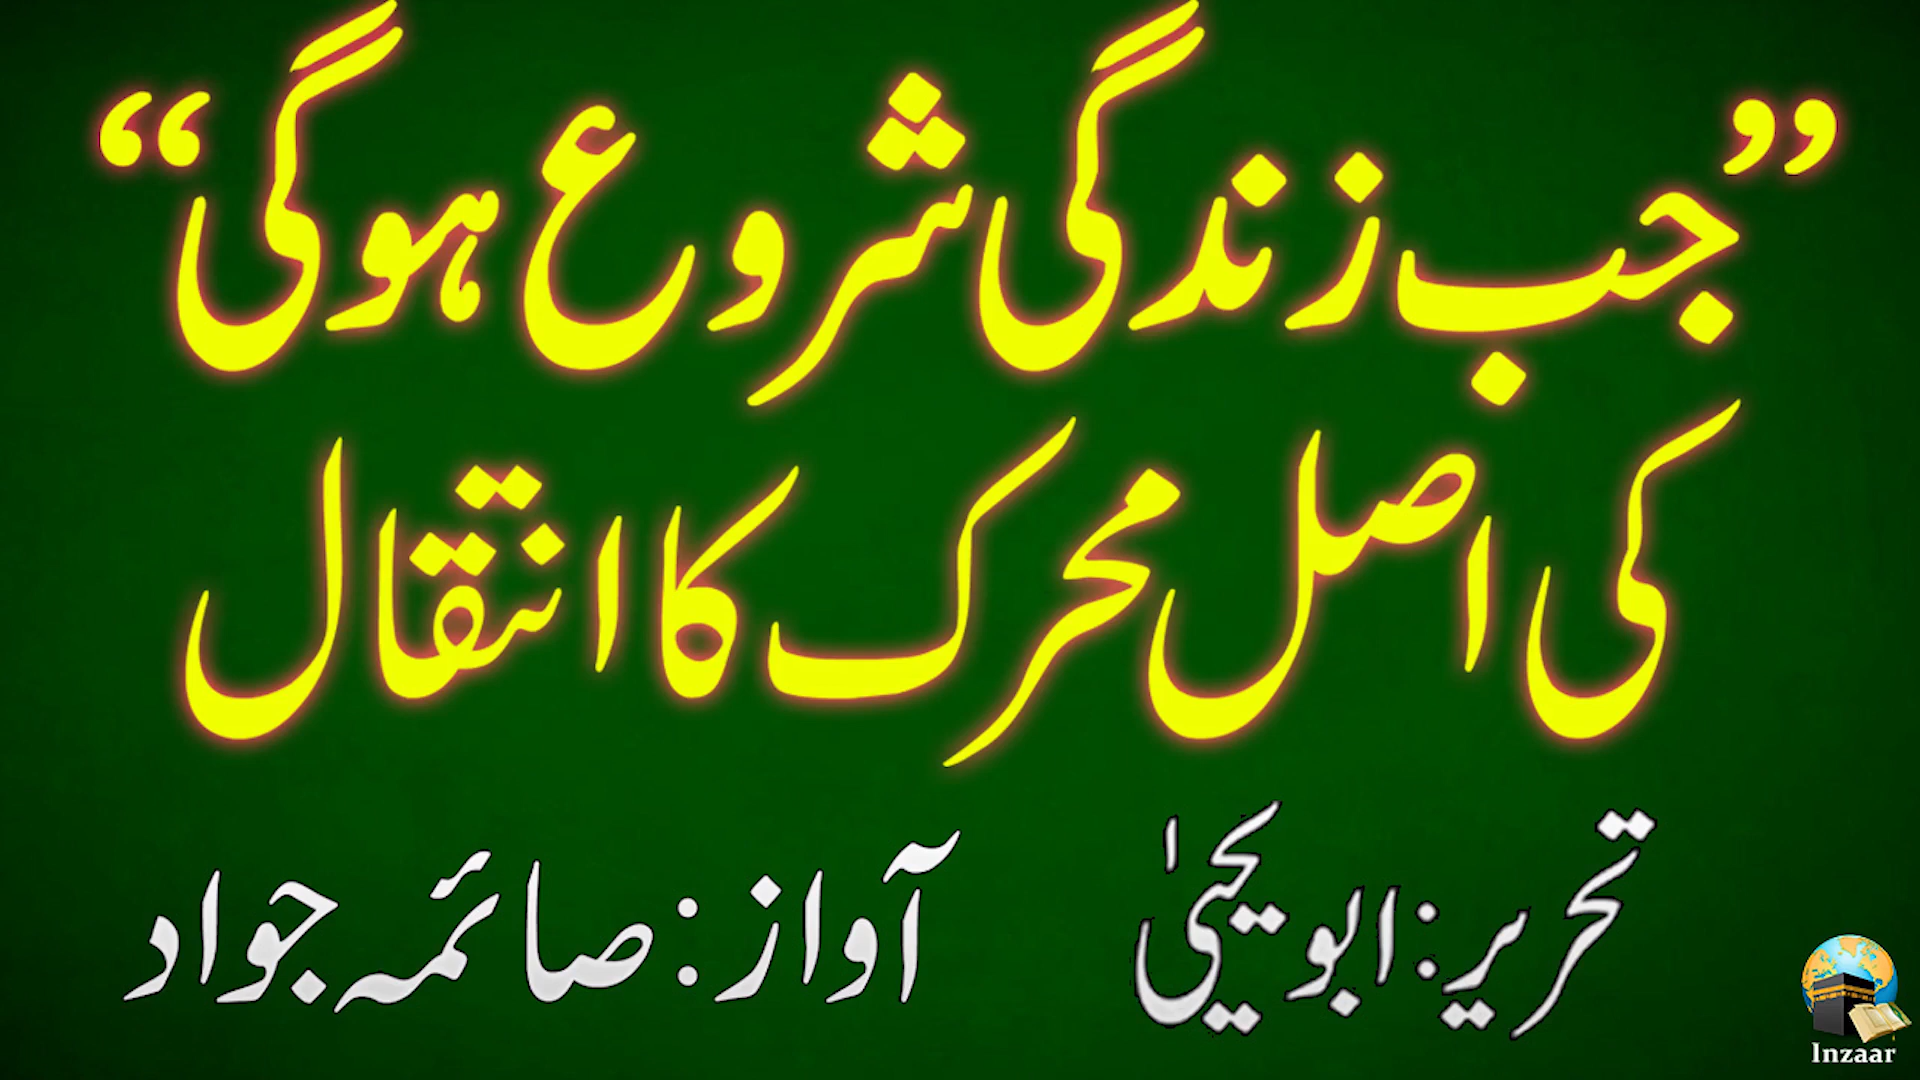 ”جب زندگی شروع ہوگی“
کی اصل محرک کا انتقال
تحریر: ابویحییٰ
آواز: صائمہ جواد
Inzaar